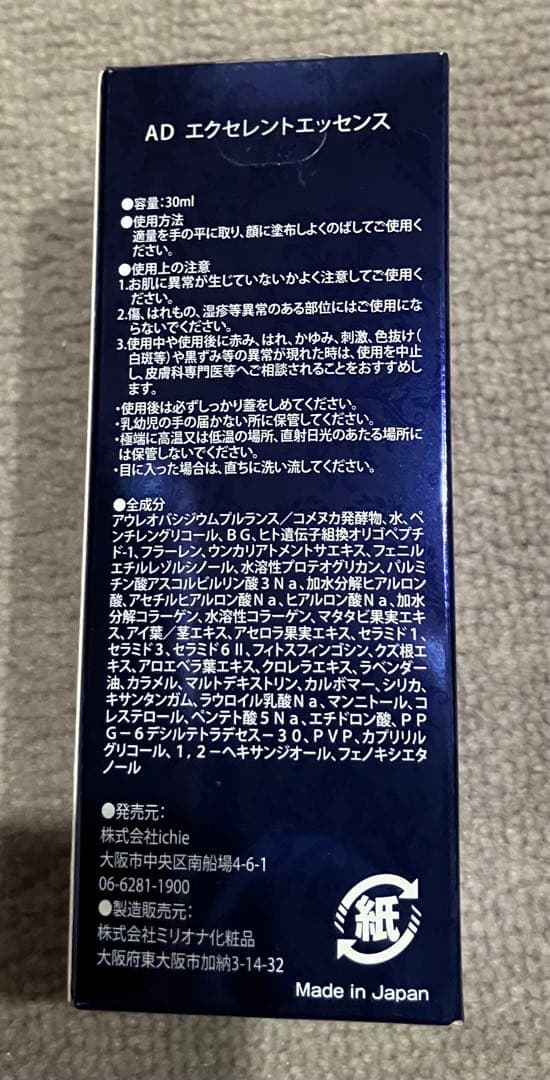 AD エクセレントエッセンス
●容量:30ml
●使用方法
適量を手の平に取り、顔に塗布しよくのばしてご使用く
ださい。
●使用上の注意
1.お肌に異常が生じていないかよく注意してご使用く
ださい。
2.傷、はれもの、湿疹等異常のある部位にはご使用にな
らないでください。
3.使用中や使用後に赤み、はれ、かゆみ、刺激、色抜け(
白斑等)や黒ずみ等の異常が現れた時は、使用を中止
し、皮膚科専門医等へご相談されることをおすすめし
ます。
・使用後は必ずしっかり蓋をしめてください。
・乳幼児の手の届かない所に保管してください。
・極端に高温又は低温の場所、直射日光のあたる場所に
は保管しないでください。
・目に入った場合は、直ちに洗い流してください。
●全成分
アウレオバシジウムプルランス/コメヌカ発酵物、水、ペ
ンチレングリコール、BG、ヒト遺伝子組換オリゴペプチ
ド-1、フラーレン、ウンカリアトメントサエキス、フェニル
エチルレゾルシノール、水溶性プロテオグリカン、パルミ
チン酸アスコルビルリン酸3Na、加水分解ヒアルロン
酸、アセチルヒアルロン酸Na、ヒアルロン酸Na、加水
分解コラーゲン、水溶性コラーゲン、マタタビ果実エキ
ス、アイ葉/茎エキス、アセロラ果実エキス、セラミド1、
セラミド3、セラミド6Ⅱ、フィトスフィンゴシン、クズ根エ
キス、アロエベラ葉エキス、クロレラエキス、ラベンダー
油、カラメル、マルトデキストリン、カルボマー、シリカ、
キサンタンガム、ラウロイル乳酸Na、マンニトール、コ
レステロール、ペンテト酸5Na、エチドロン酸、PP
G-6デシルテトラデセス-30、PVP、カプリリル
グリコール、1,2-ヘキサンジオール、フェノキシエタ
ノール
●発売元:
株式会社ichie
大阪市中央区南船場4-6-1
06-6281-1900
●製造販売元:
株式会社ミリオナ化粧品
大阪府東大阪市加納3-14-32
紙
Made in Japan